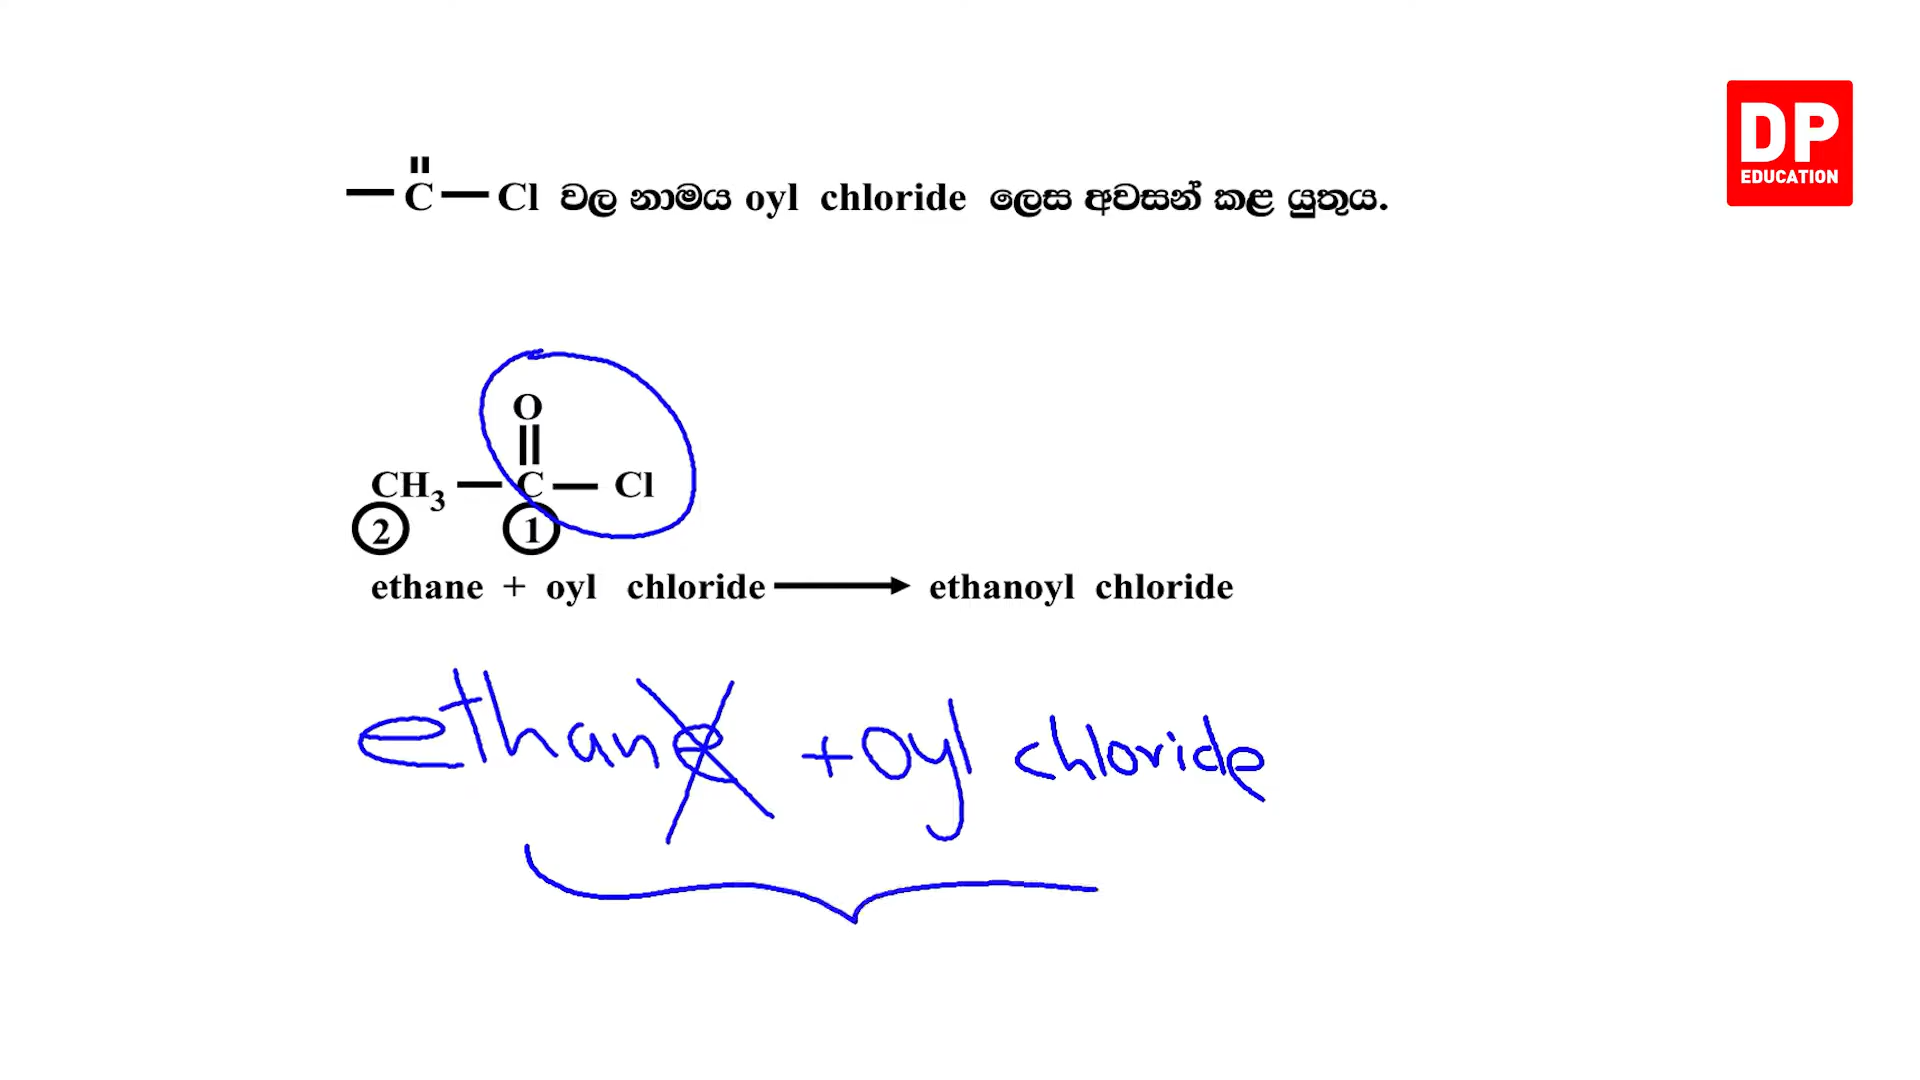 DP
EDUCATION
— C — Cl වල නාමය oyl chloride ලෙස අවසන් කළ යුතුය.
O
CH₃ — C — Cl
2 1
ethane + oyl chloride ⟶ ethanoyl chloride
ethane + oyl chloride